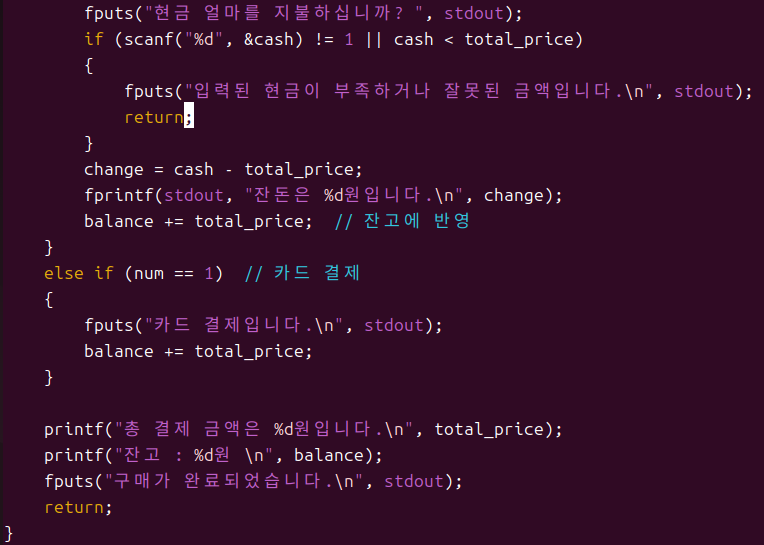 fputs("현금 얼마를 지불하십니까? ", stdout);
if (scanf("%d", &cash) != 1 || cash < total_price)
{
fputs("입력된 현금이 부족하거나 잘못된 금액입니다.\n", stdout);
return;
}
change = cash - total_price;
fprintf(stdout, "잔돈은 %d원입니다.\n", change);
balance += total_price;  // 잔고에 반영
}
else if (num == 1)  // 카드 결제
{
fputs("카드 결제입니다.\n", stdout);
balance += total_price;
}
printf("총 결제 금액은 %d원입니다.\n", total_price);
printf("잔고 : %d원 \n", balance);
fputs("구매가 완료되었습니다.\n", stdout);
return;
}